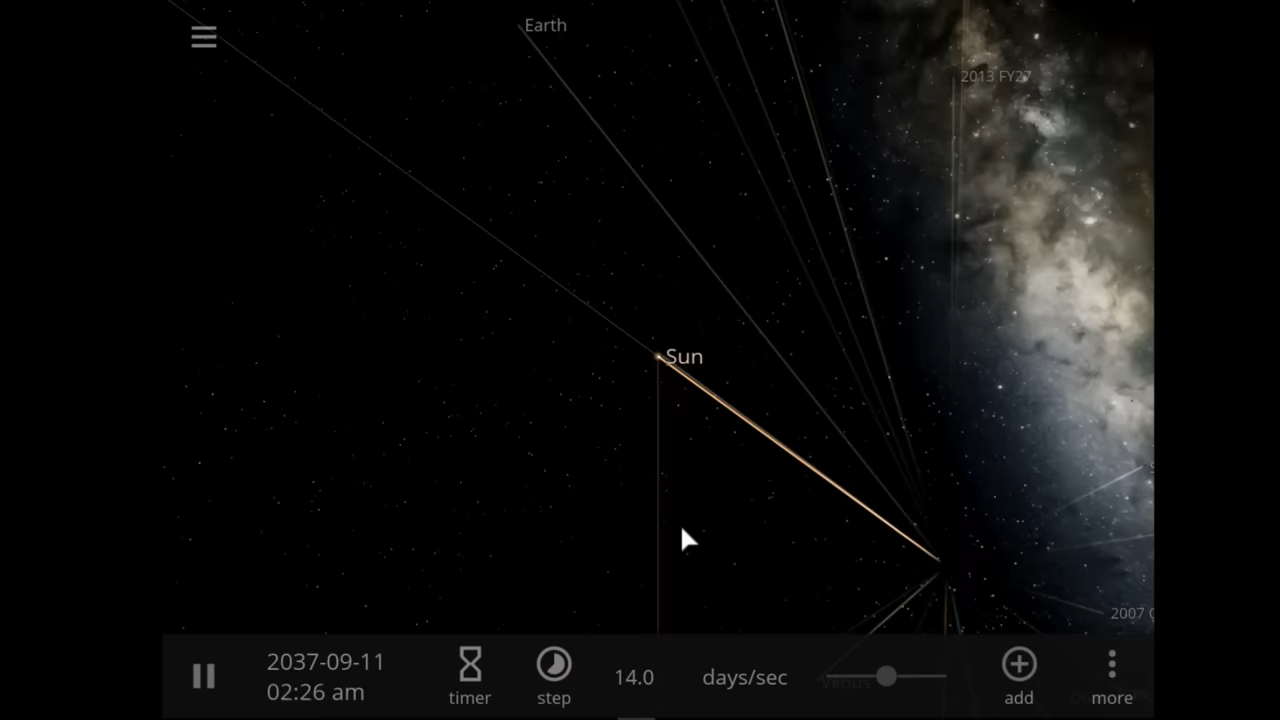 Earth
2013 FY27
Sun
2007
2037-09-11
02:26 am
timer
step
14.0
days/sec
Venus
add
more